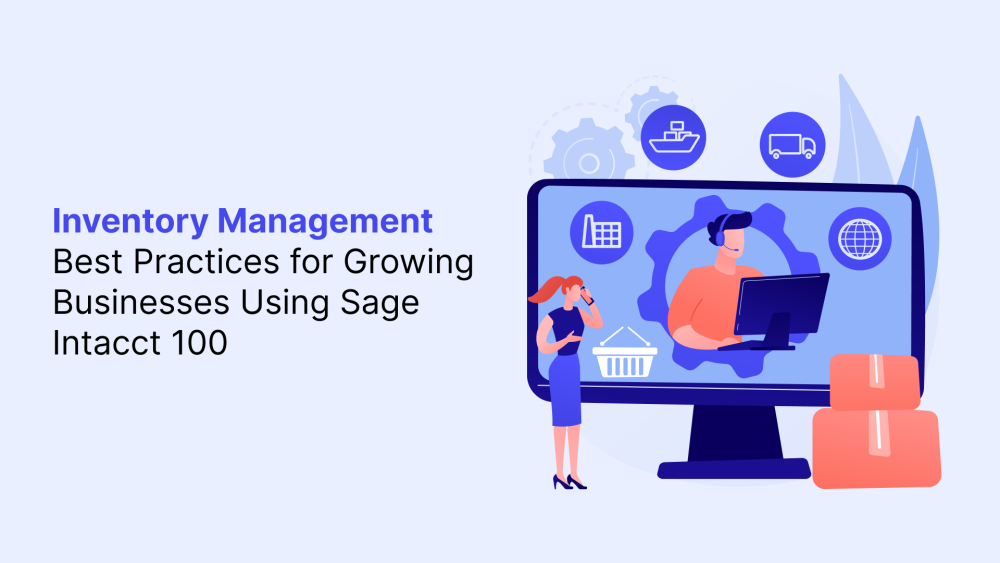 Inventory Management
Best Practices for Growing
Businesses Using Sage
Intacct 100